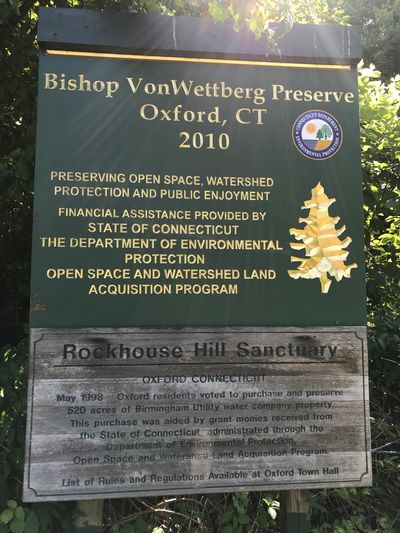 Bishop VonWettberg Preserve
Oxford, CT
2010
CONNECTICUT DEPARTMENT
ENVIRONMENTAL PROTECTION
PRESERVING OPEN SPACE, WATERSHED
PROTECTION AND PUBLIC ENJOYMENT
FINANCIAL ASSISTANCE PROVIDED BY
STATE OF CONNECTICUT
THE DEPARTMENT OF ENVIRONMENTAL
PROTECTION
OPEN SPACE AND WATERSHED LAND
ACQUISITION PROGRAM
Rockhouse Hill Sanctuary
OXFORD CONNECTICUT
May 1998 Oxford residents voted to purchase and preserve
520 acres of Birmingham Utility water company property.
This purchase was aided by grant monies received from
the State of Connecticut administrated through the
Department of Environmental Protection,
Open Space and Watershed Land Acquisition Program.
List of Rules and Regulations Available at Oxford Town Hall